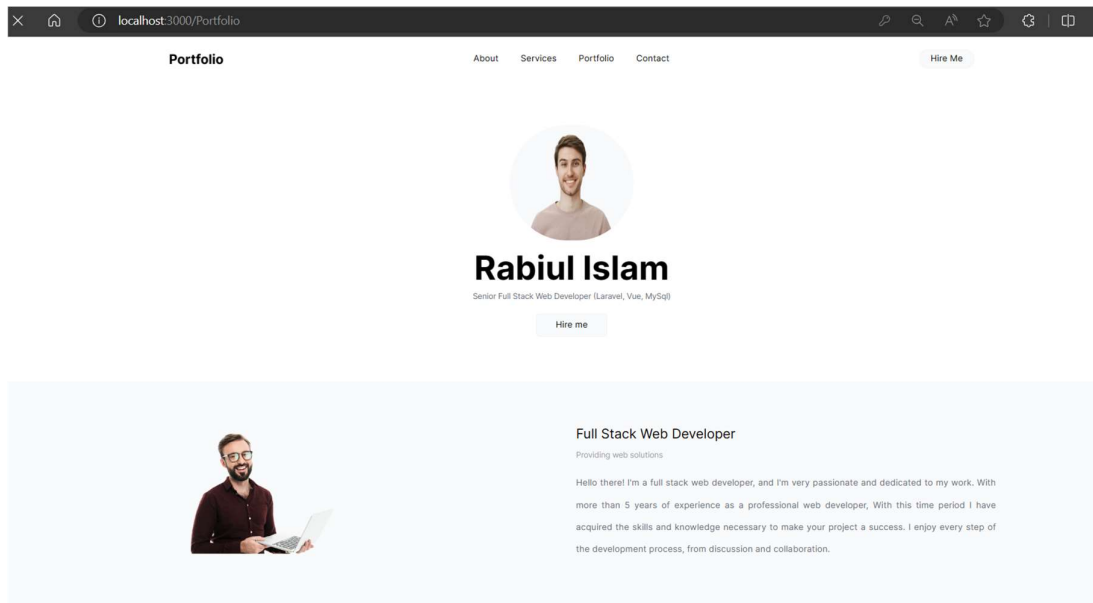 localhost:3000/Portfolio
Portfolio About Services Portfolio Contact Hire Me
Rabiul Islam
Senior Full Stack Web Developer (Laravel, Vue, MySql)
Hire me
Full Stack Web Developer
Providing web solutions
Hello there! I'm a full stack web developer, and I'm very passionate and dedicated to my work. With
more than 5 years of experience as a professional web developer, With this time period I have
acquired the skills and knowledge necessary to make your project a success. I enjoy every step of
the development process, from discussion and collaboration.